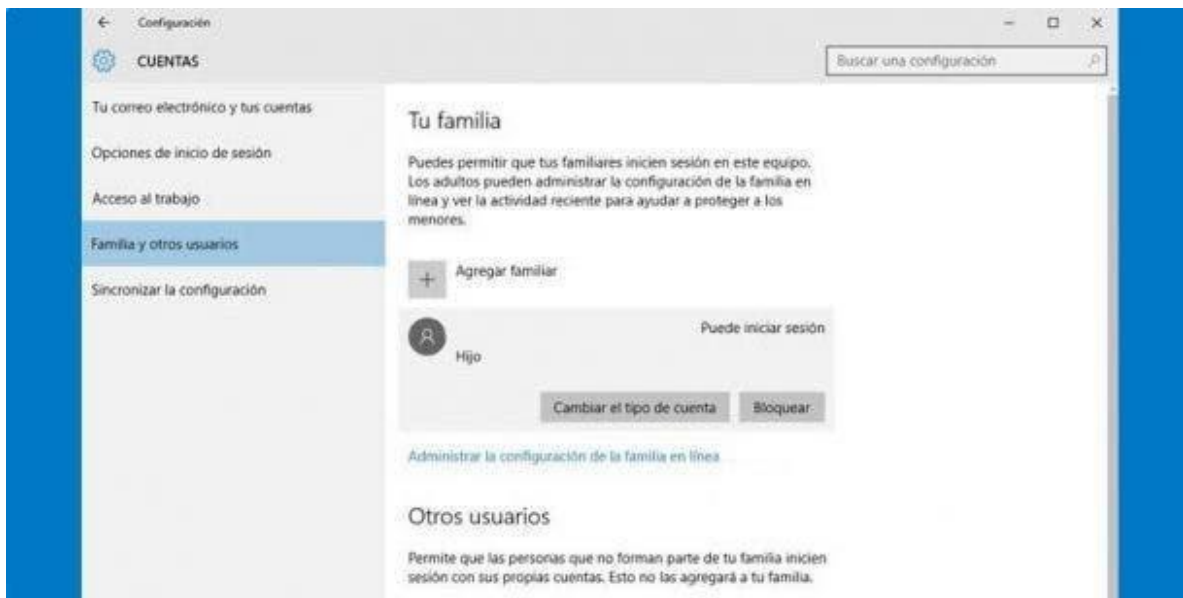 Configuración
CUENTAS
Buscar una configuración
Tu correo electrónico y tus cuentas
Opciones de inicio de sesión
Acceso al trabajo
Familia y otros usuarios
Sincronizar la configuración
Tu familia
Puedes permitir que tus familiares inicien sesión en este equipo.
Los adultos pueden administrar la configuración de la familia en
línea y ver la actividad reciente para ayudar a proteger a los
menores.
Agregar familiar
Puede iniciar sesión
Hijo
Cambiar el tipo de cuenta
Bloquear
Administrar la configuración de la familia en línea
Otros usuarios
Permite que las personas que no forman parte de tu familia inicien
sesión con sus propias cuentas. Esto no las agregará a tu familia.